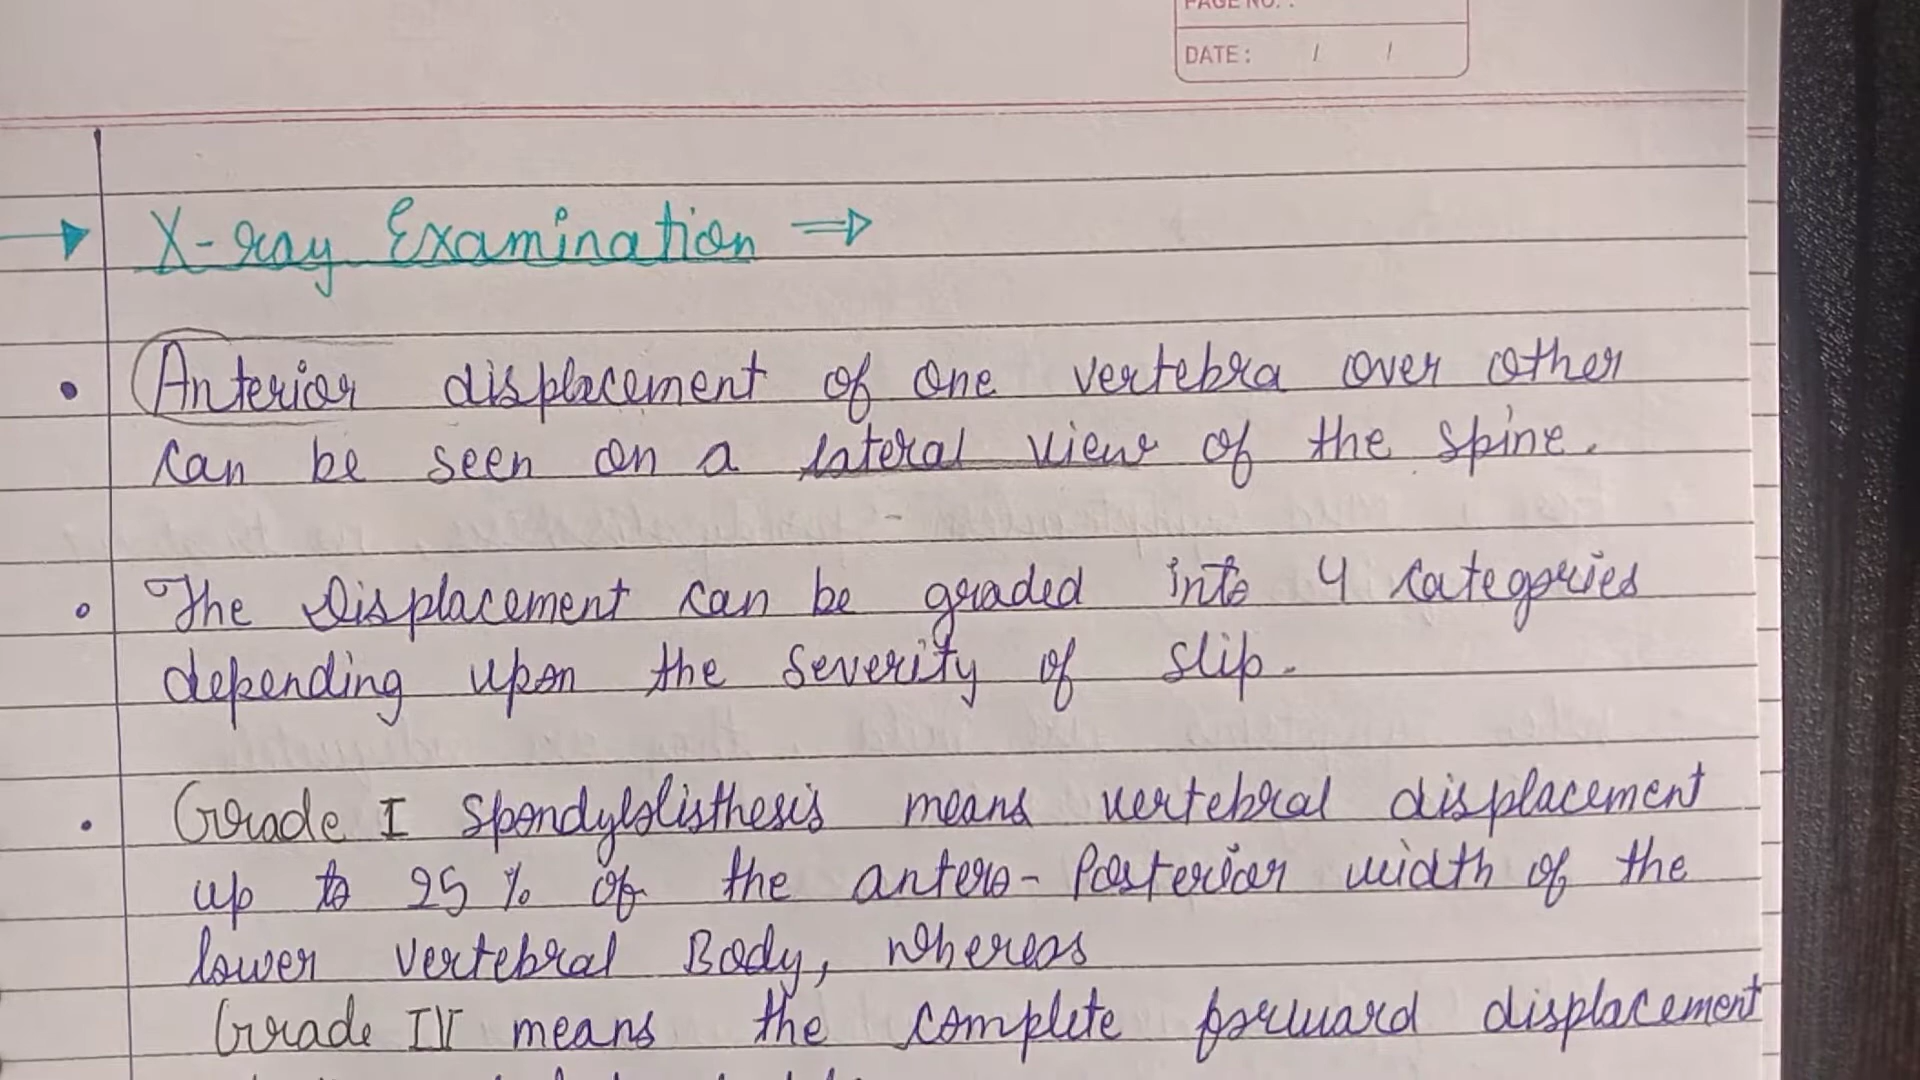 PAGE NO. :
DATE : / /
X-ray Examination ⇒
• Anterior displacement of one vertebra over other
can be seen on a lateral view of the spine.
• The Displacement can be graded into 4 categories
depending upon the severity of slip.
• Grade I Spondylolisthesis means vertebral displacement
up to 25 % of the antero-Posterior width of the
lower vertebral Body, whereas
Grade IV means the complete forward displacement